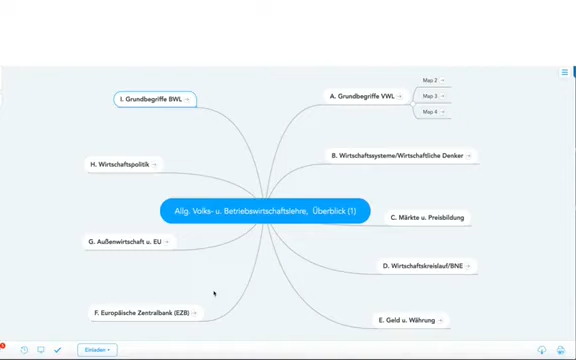 Map 2
I. Grundbegriffe BWL
A. Grundbegriffe VWL
Map 3
Map 4
B. Wirtschaftssysteme/Wirtschaftliche Denker
H. Wirtschaftspolitik
Allg. Volks- u. Betriebswirtschaftslehre, Überblick (1)
C. Märkte u. Preisbildung
G. Außenwirtschaft u. EU
D. Wirtschaftskreislauf/BNE
F. Europäische Zentralbank (EZB)
E. Geld u. Währung
Einladen